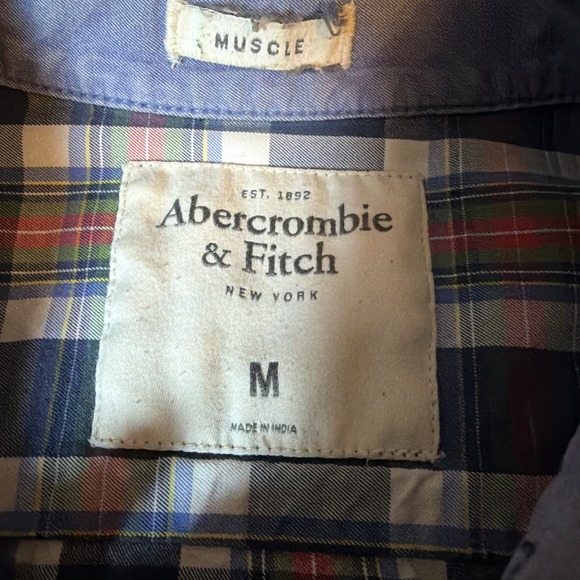 MUSCLE
EST. 1892
Abercrombie
& Fitch
NEW YORK
M
MADE IN INDIA